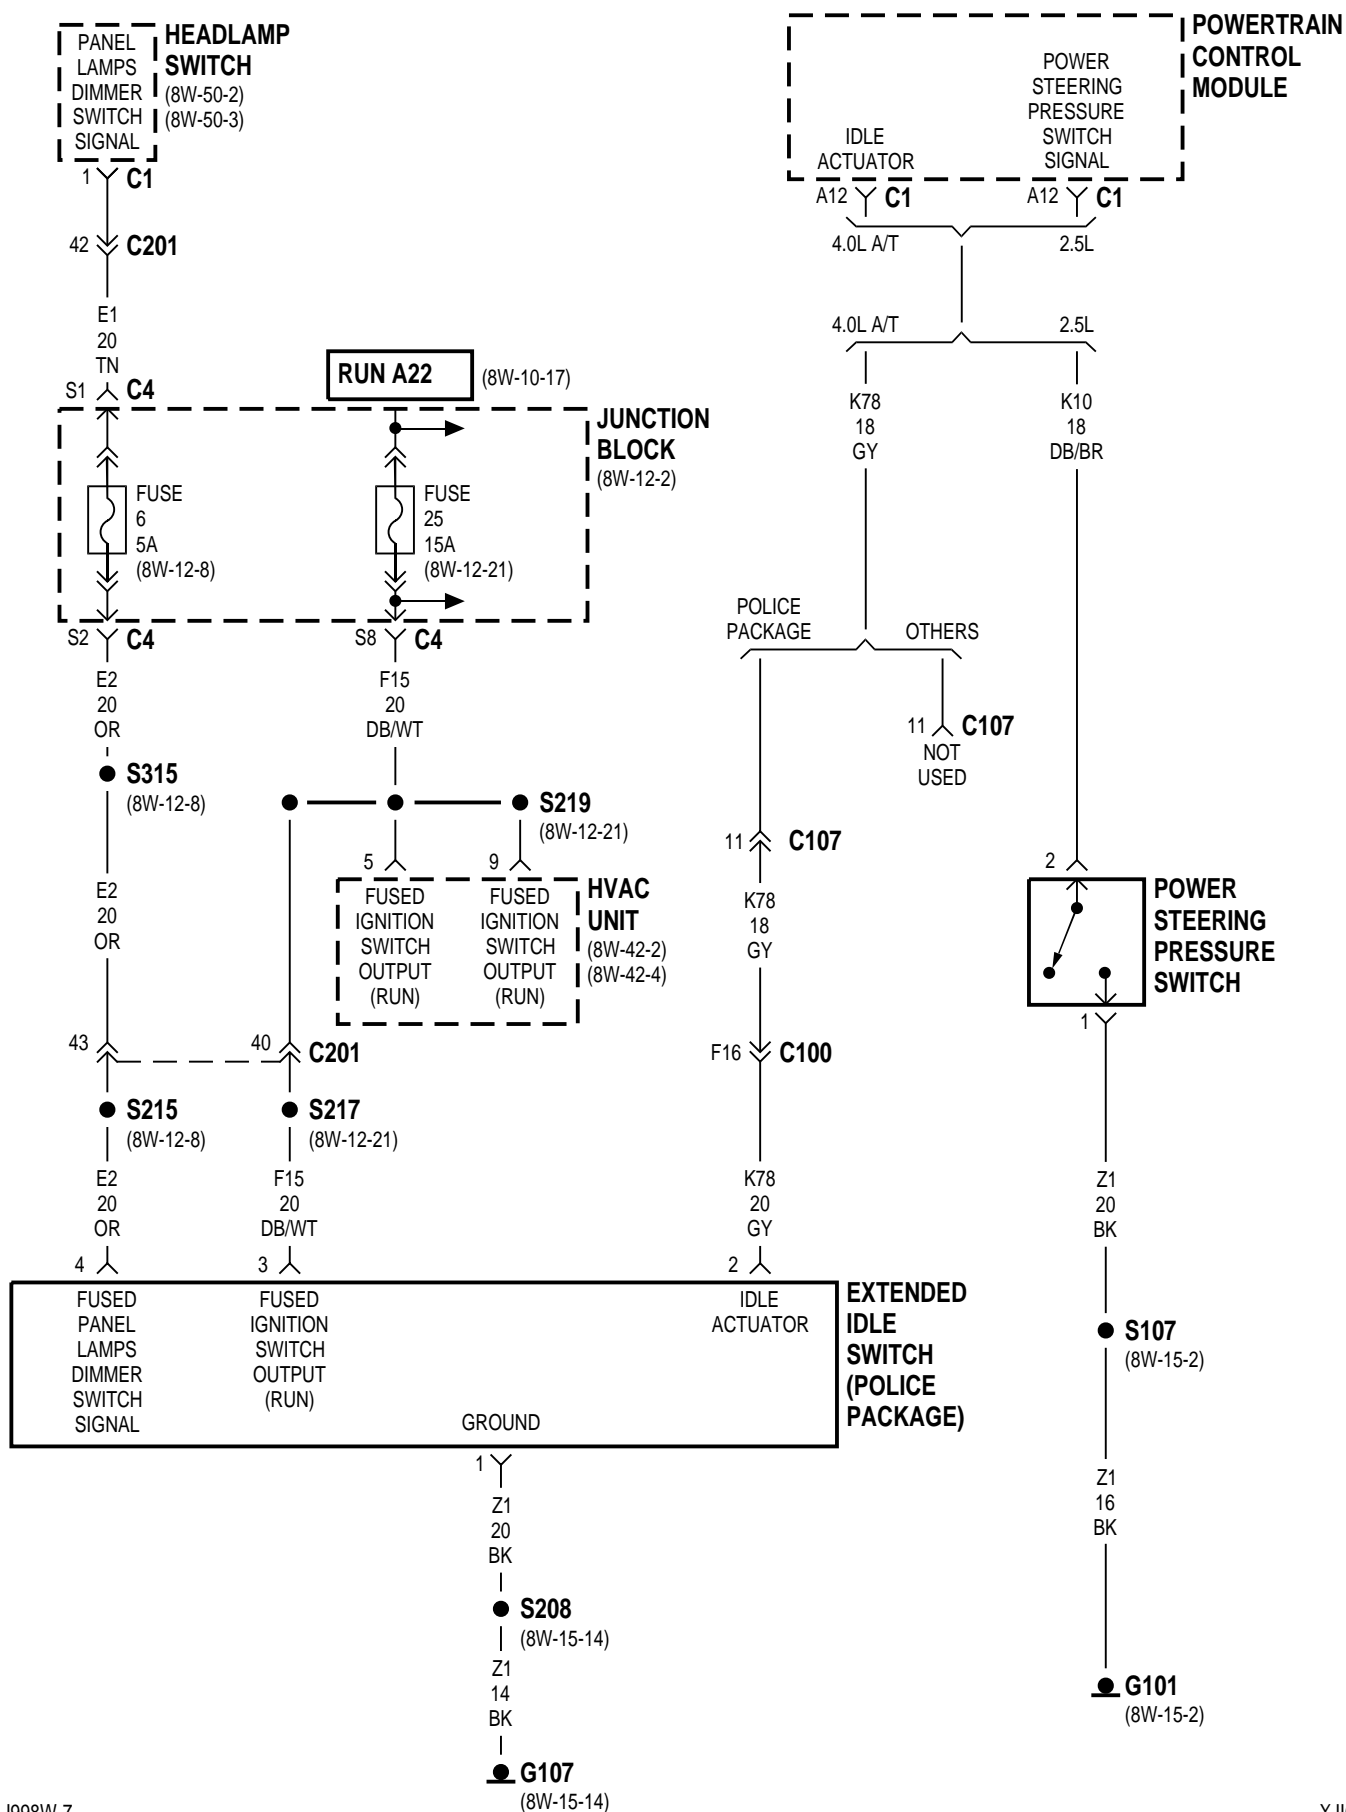 PANEL
LAMPS
DIMMER
SWITCH
SIGNAL
HEADLAMP
SWITCH
(8W-50-2)
(8W-50-3)
1 C1
42 C201
E1
20
TN
S1 C4
RUN A22 (8W-10-17)
JUNCTION
BLOCK
(8W-12-2)
FUSE
6
5A
(8W-12-8)
FUSE
25
15A
(8W-12-21)
S2 C4
S8 C4
E2
20
OR
F15
20
DB/WT
S315
(8W-12-8)
S219
(8W-12-21)
E2
20
OR
5
9
FUSED
IGNITION
SWITCH
OUTPUT
(RUN)
FUSED
IGNITION
SWITCH
OUTPUT
(RUN)
HVAC
UNIT
(8W-42-2)
(8W-42-4)
43
40 C201
S215
(8W-12-8)
S217
(8W-12-21)
E2
20
OR
F15
20
DB/WT
4
3
POWERTRAIN
CONTROL
MODULE
IDLE
ACTUATOR
POWER
STEERING
PRESSURE
SWITCH
SIGNAL
A12 C1
A12 C1
4.0L A/T
2.5L
4.0L A/T
2.5L
K78
18
GY
K10
18
DB/BR
POLICE
PACKAGE
OTHERS
11 C107
NOT
USED
11 C107
K78
18
GY
F16 C100
K78
20
GY
2
2
POWER
STEERING
PRESSURE
SWITCH
1
Z1
20
BK
S107
(8W-15-2)
Z1
16
BK
G101
(8W-15-2)
FUSED
PANEL
LAMPS
DIMMER
SWITCH
SIGNAL
FUSED
IGNITION
SWITCH
OUTPUT
(RUN)
IDLE
ACTUATOR
GROUND
EXTENDED
IDLE
SWITCH
(POLICE
PACKAGE)
1
Z1
20
BK
S208
(8W-15-14)
Z1
14
BK
G107
(8W-15-14)